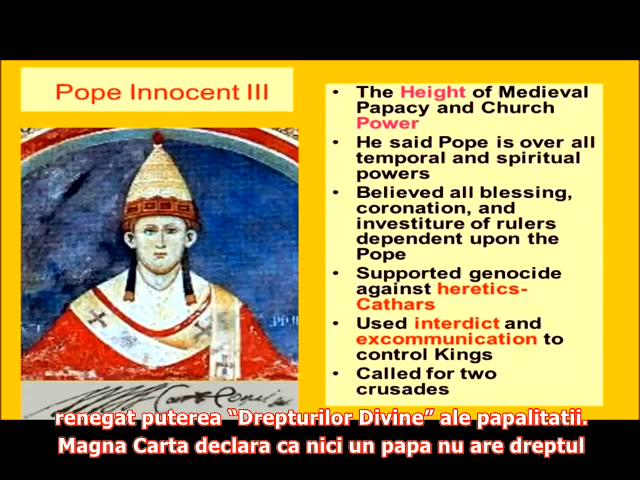 Pope Innocent III
• The Height of Medieval
Papacy and Church
Power
• He said Pope is over all
temporal and spiritual
powers
• Believed all blessing,
coronation, and
investiture of rulers
dependent upon the
Pope
• Supported genocide
against heretics-
Cathars
• Used interdict and
excommunication to
control Kings
• Called for two
crusades
renegat puterea “Drepturilor Divine” ale papalitatii.
Magna Carta declara ca nici un papa nu are dreptul